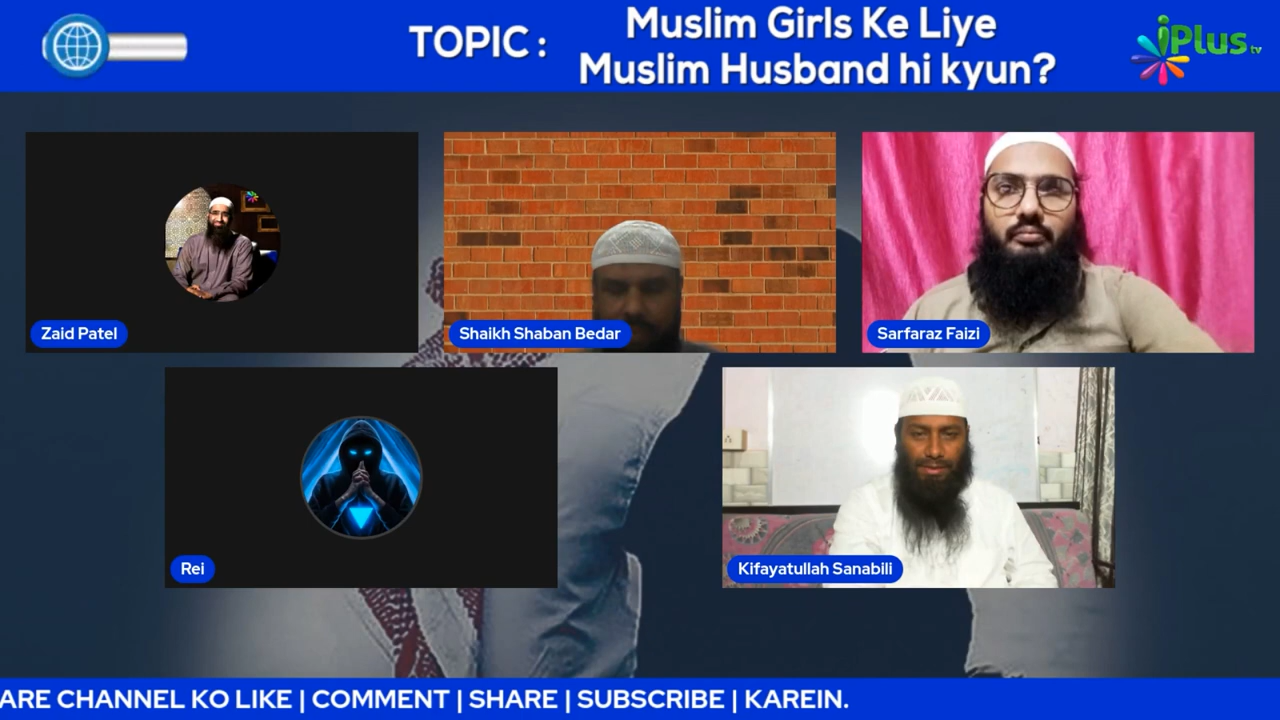 TOPIC :
Muslim Girls Ke Liye
Muslim Husband hi kyun?
iPlus tv
Zaid Patel
Shaikh Shaban Bedar
Sarfaraz Faizi
Rei
Kifayatullah Sanabili
ARE CHANNEL KO LIKE | COMMENT | SHARE | SUBSCRIBE | KAREIN.